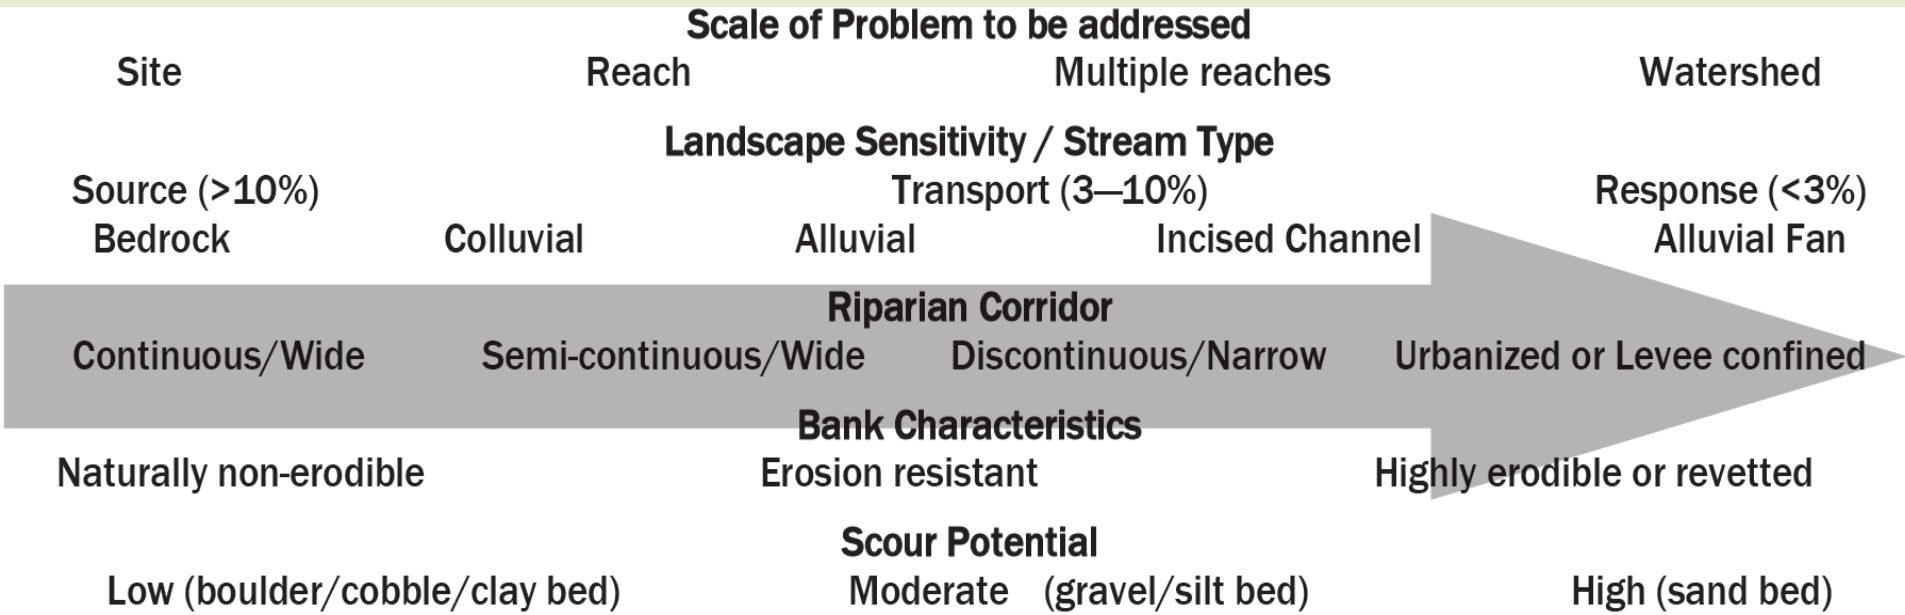 Scale of Problem to be addressed
Site Reach Multiple reaches Watershed
Landscape Sensitivity / Stream Type
Source (>10%) Transport (3—10%) Response (<3%)
Bedrock Colluvial Alluvial Incised Channel Alluvial Fan
Riparian Corridor
Continuous/Wide Semi-continuous/Wide Discontinuous/Narrow Urbanized or Levee confined
Bank Characteristics
Naturally non-erodible Erosion resistant Highly erodible or revetted
Scour Potential
Low (boulder/cobble/clay bed) Moderate (gravel/silt bed) High (sand bed)